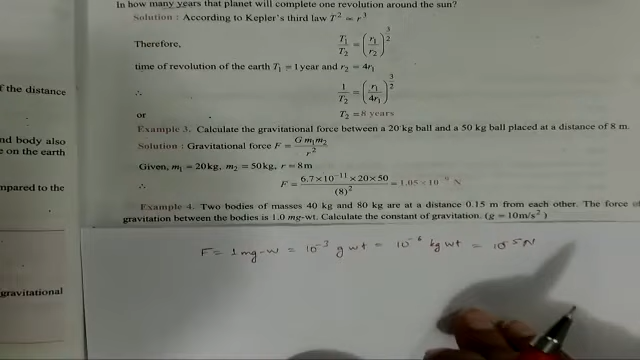 In how many years that planet will complete one revolution around the sun?
Solution : According to Kepler's third law T² ∝ r³
Therefore, T₁/T₂ = (r₁/r₂)^(3/2)
f the distance
time of revolution of the earth T₁ = 1 year and r₂ = 4r₁
∴ 1/T₂ = (r₁/4r₁)^(3/2)
or T₂ = 8 years
nd body also
e on the earth
Example 3. Calculate the gravitational force between a 20 kg ball and a 50 kg ball placed at a distance of 8 m.
Solution : Gravitational force F = G m₁m₂/r²
Given, m₁ = 20kg, m₂ = 50kg, r = 8m
mpared to the
∴ F = 6.7×10⁻¹¹×20×50/(8)² = 1.05×10⁻⁹ N
Example 4. Two bodies of masses 40 kg and 80 kg are at a distance 0.15 m from each other. The force of
gravitation between the bodies is 1.0 mg-wt. Calculate the constant of gravitation. (g = 10m/s²)
F = 1 mg-w = 10⁻³ g wt = 10⁻⁶ kg wt = 10⁻⁵ N
gravitational